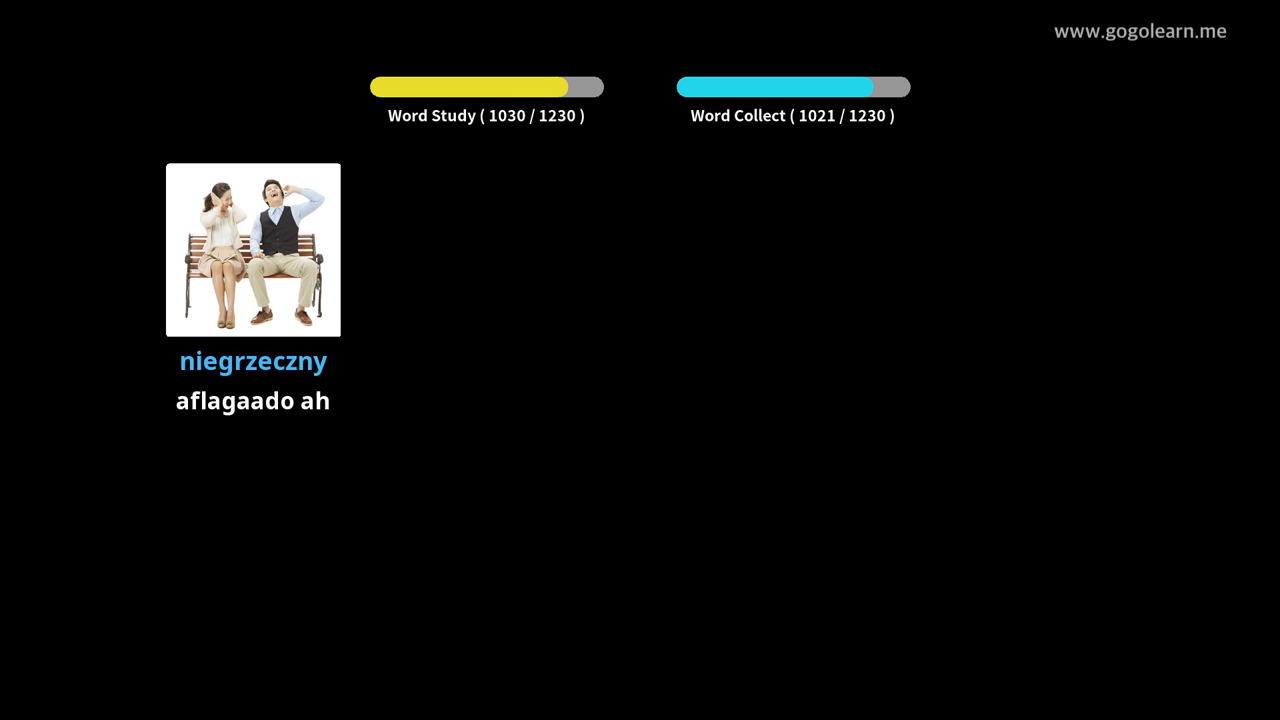 www.gogolearn.me
Word Study ( 1030 / 1230 )
Word Collect ( 1021 / 1230 )
niegrzeczny
aflagaado ah